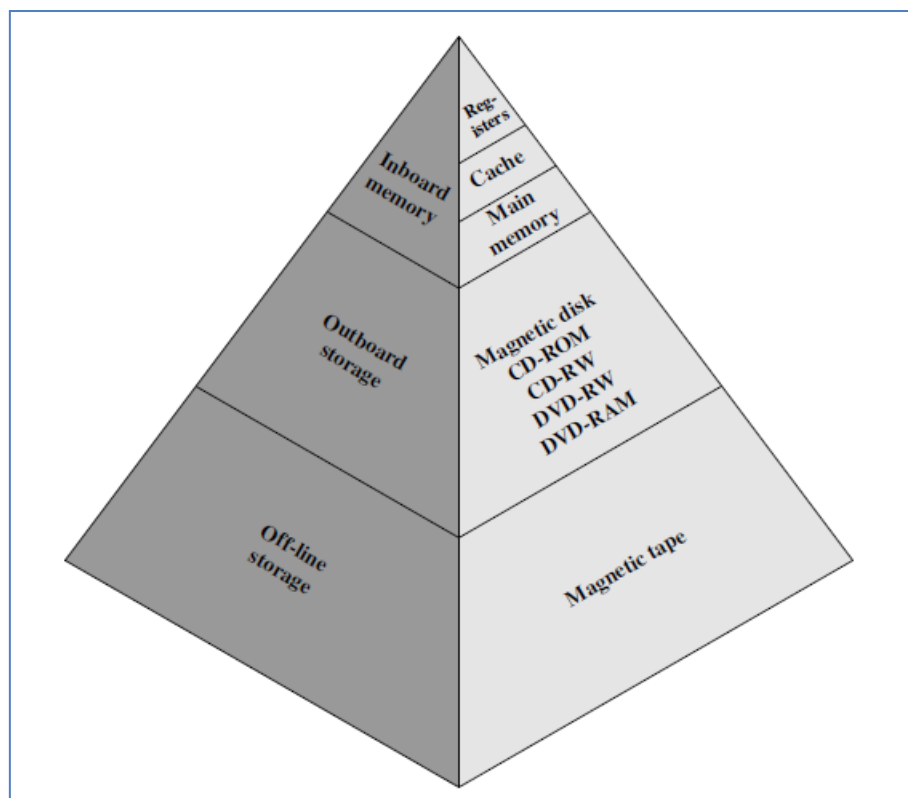 Reg-
isters
Cache
Main
memory
Inboard
memory
Magnetic disk
CD-ROM
CD-RW
DVD-RW
DVD-RAM
Outboard
storage
Magnetic tape
Off-line
storage